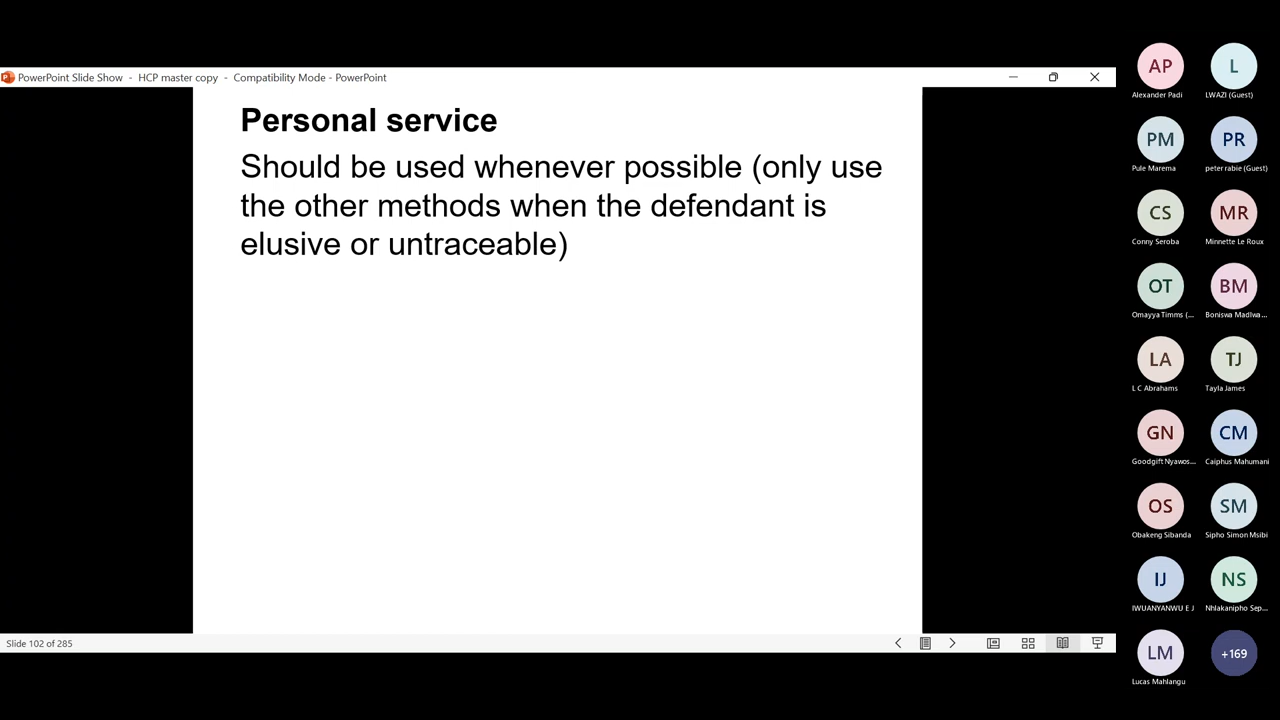 PowerPoint Slide Show - HCP master copy - Compatibility Mode - PowerPoint
Personal service
Should be used whenever possible (only use
the other methods when the defendant is
elusive or untraceable)
Slide 102 of 285
AP
Alexander Padi
L
LWAZI (Guest)
PM
Pule Marema
PR
peter rabie (Guest)
CS
Conny Seroba
MR
Minnette Le Roux
OT
Omayya Timms (...
BM
Boniswa Madlwa...
LA
L C Abrahams
TJ
Tayla James
GN
Goodgift Nyawos...
CM
Caiphus Mahumani
OS
Obakeng Sibanda
SM
Sipho Simon Msibi
IJ
IWUANYANWU E J
NS
Nhlakanipho Sep...
LM
Lucas Mahlangu
+169